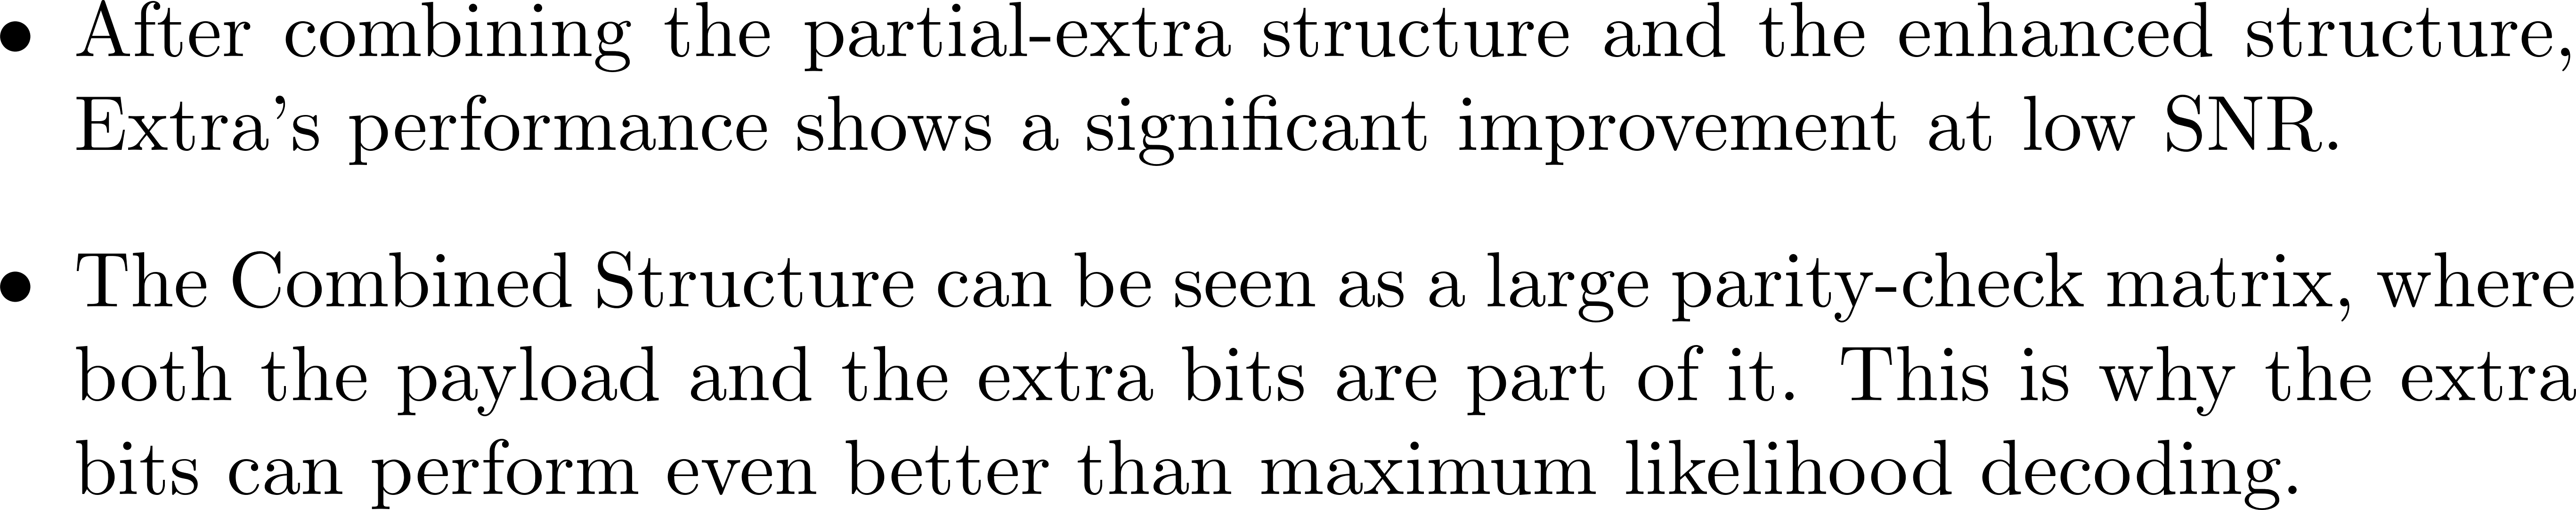 • After combining the partial-extra structure and the enhanced structure,
Extra’s performance shows a significant improvement at low SNR.
• The Combined Structure can be seen as a large parity-check matrix, where
both the payload and the extra bits are part of it. This is why the extra
bits can perform even better than maximum likelihood decoding.